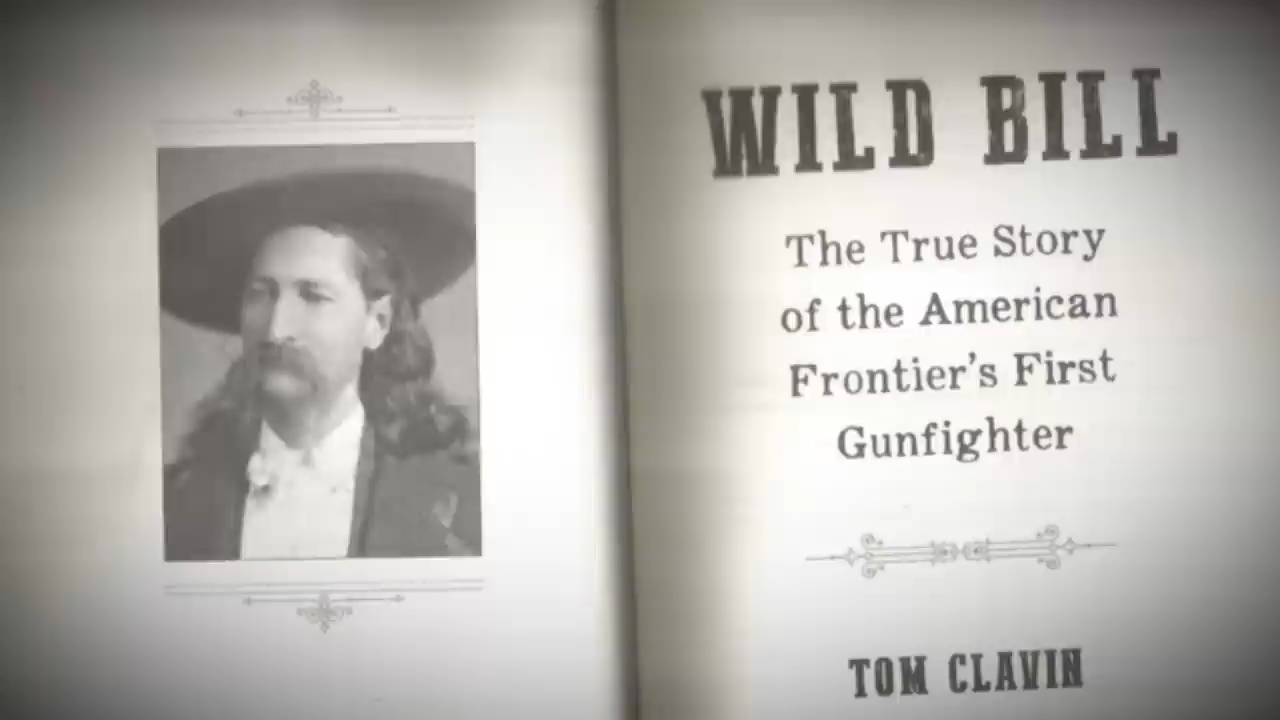 WILD BILL
The True Story
of the American
Frontier's First
Gunfighter
TOM CLAVIN